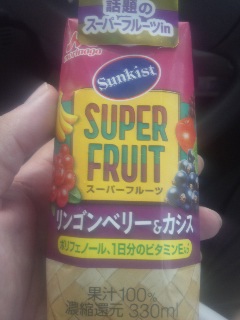 話題の
スーパーフルーツin
Sunkist
SUPER
FRUIT
スーパーフルーツ
リンゴンベリー&カシス
ポリフェノール、1日分のビタミンE入り
果汁100%
濃縮還元 330ml